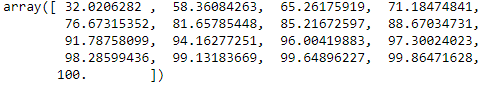 array([ 32.0206282 ,  58.36084263,  65.26175919,  71.18474841,
76.67315352,  81.65785448,  85.21672597,  88.67034731,
91.78758099,  94.16277251,  96.00419883,  97.30024023,
98.28599436,  99.13183669,  99.64896227,  99.86471628,
100.        ])